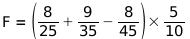 F = (8/25 + 9/35 − 8/45) × 5/10